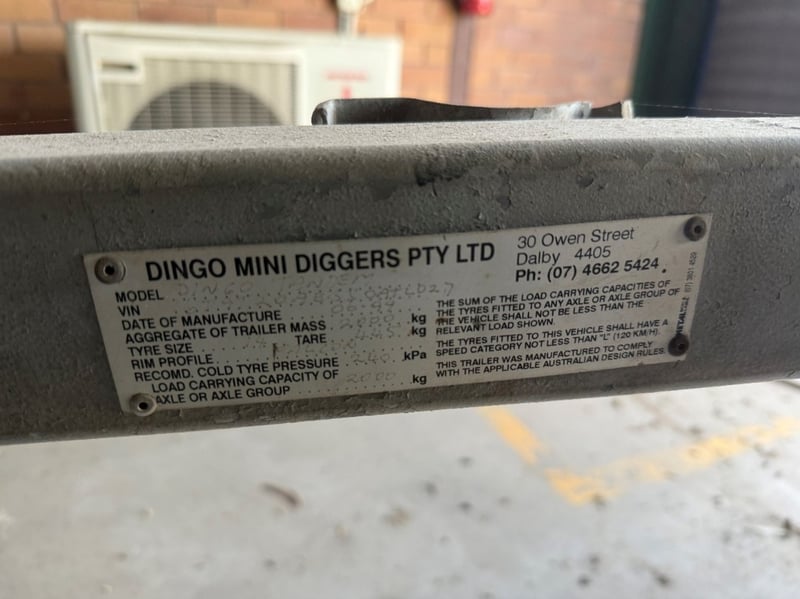 DINGO MINI DIGGERS PTY LTD
30 Owen Street
Dalby 4405
Ph: (07) 4662 5424
MODEL DINGO
VIN
DATE OF MANUFACTURE
AGGREGATE OF TRAILER MASS 2000 kg
TARE kg
TYRE SIZE
RIM PROFILE
RECOMD. COLD TYRE PRESSURE kPa
LOAD CARRYING CAPACITY OF
AXLE OR AXLE GROUP 2000 kg
THE SUM OF THE LOAD CARRYING CAPACITIES OF
THE TYRES FITTED TO ANY AXLE OR AXLE GROUP OF
THE VEHICLE SHALL NOT BE LESS THAN THE
RELEVANT LOAD SHOWN.
THE TYRES FITTED TO THIS VEHICLE SHALL HAVE A
SPEED CATEGORY NOT LESS THAN "L" (120 KM/H).
THIS TRAILER WAS MANUFACTURED TO COMPLY
WITH THE APPLICABLE AUSTRALIAN DESIGN RULES.